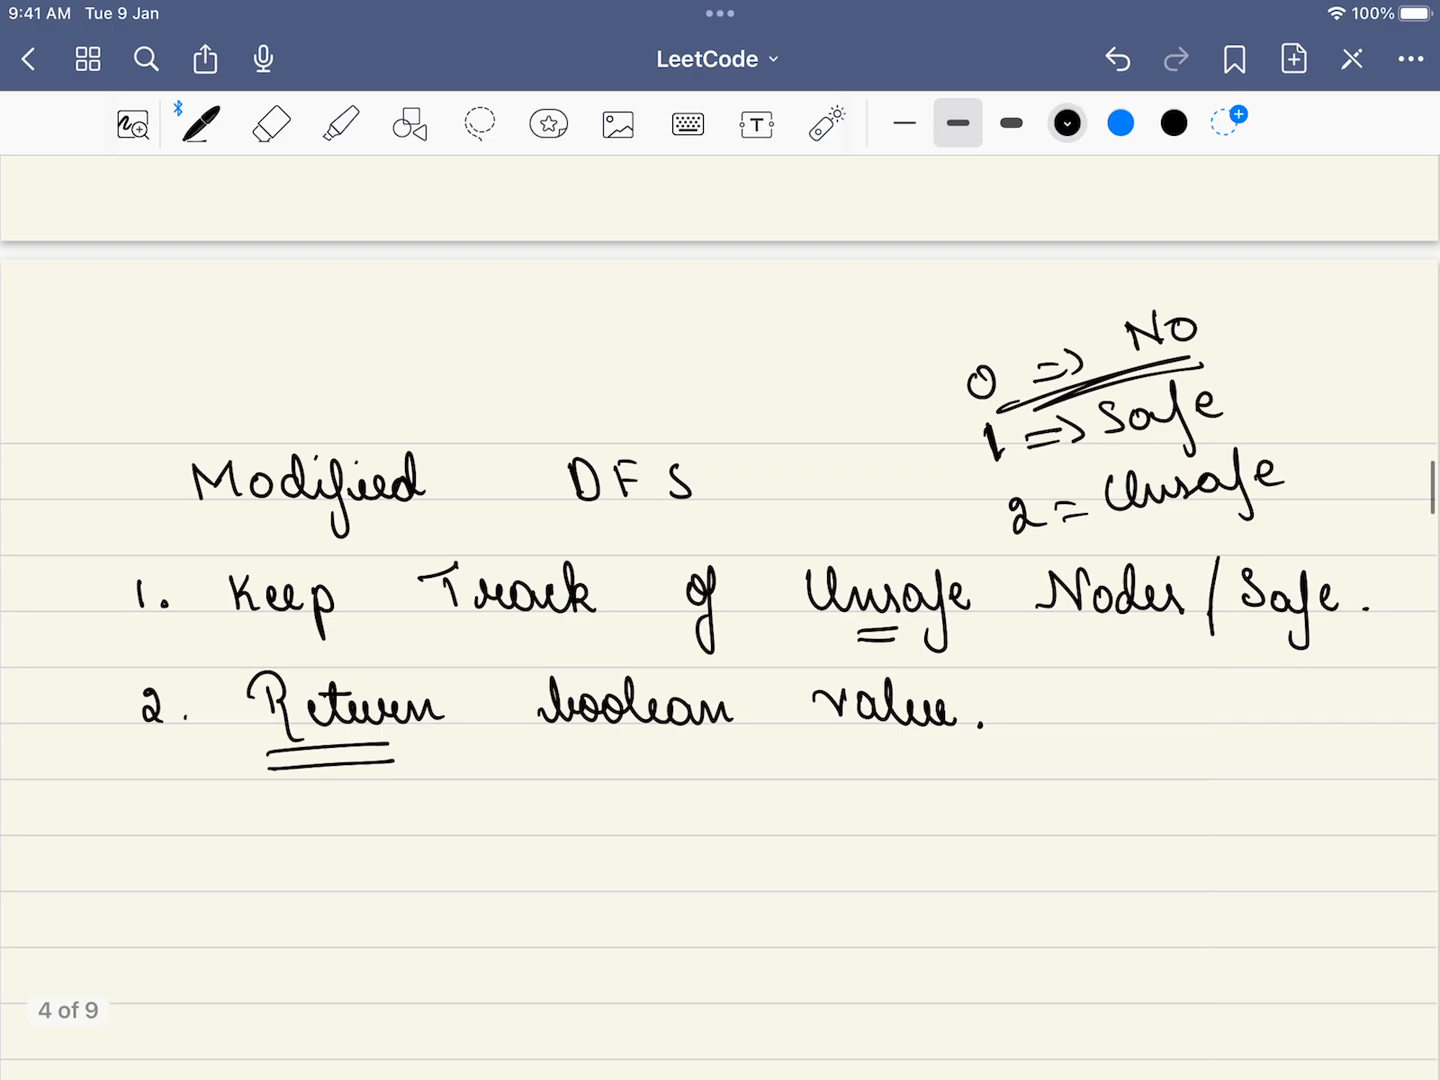 9:41 AM Tue 9 Jan
100%
LeetCode
T
0 => NO
1 => Safe
2 = Unsafe
Modified DFS
1. Keep Track of Unsafe Nodes / Safe.
2. Return boolean value.
4 of 9